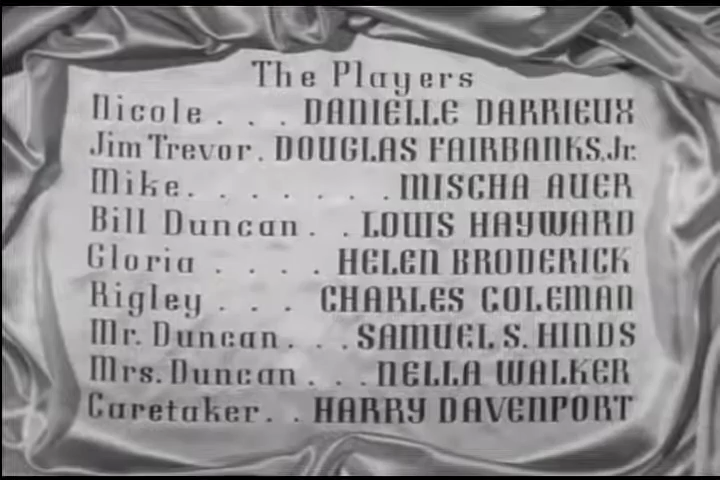 The Players
Nicole . . . DANIELLE DARRIEUX
Jim Trevor . DOUGLAS FAIRBANKS, Jr.
Mike . . . . . . . MISCHA AUER
Bill Duncan . . LOUIS HAYWARD
Gloria . . . . HELEN BRODERICK
Rigley . . . CHARLES COLEMAN
Mr. Duncan . . . SAMUEL S. HINDS
Mrs. Duncan . . . NELLA WALKER
Caretaker . . HARRY DAVENPORT